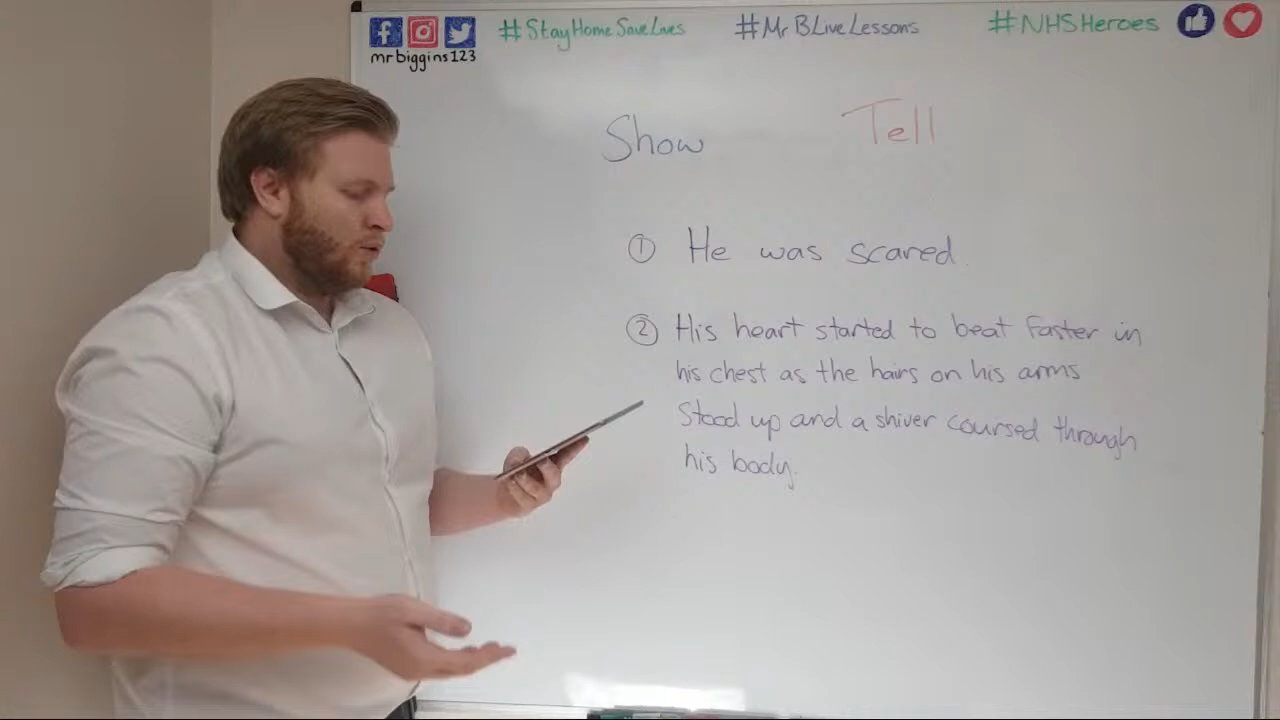 #StayHomeSaveLives #MrBLiveLessons #NHSHeroes
mrbiggins123
Show Tell
① He was scared.
② His heart started to beat faster in
his chest as the hairs on his arms
stood up and a shiver coursed through
his body.